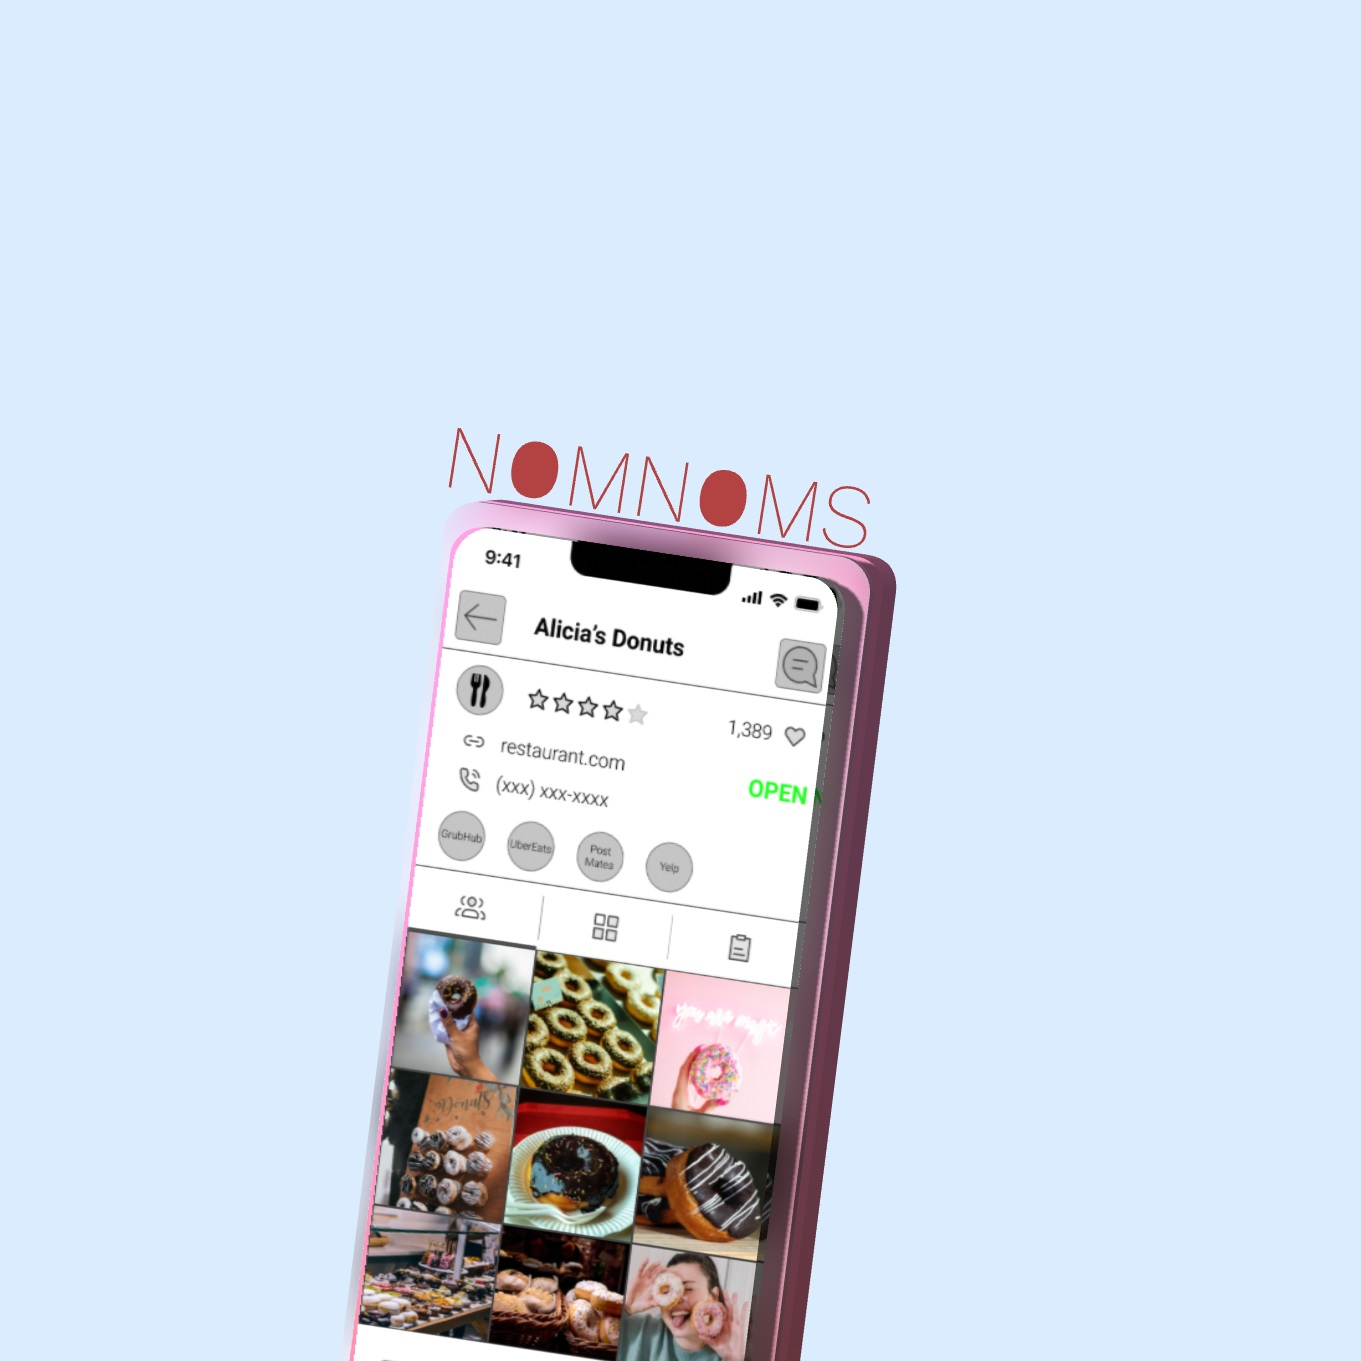 NOMNOMS
9:41
Alicia's Donuts
1,389
restaurant.com
OPEN
(xxx) xxx-xxxx
GrubHub
UberEats
Post
Mates
Yelp
you are magic
Donuts